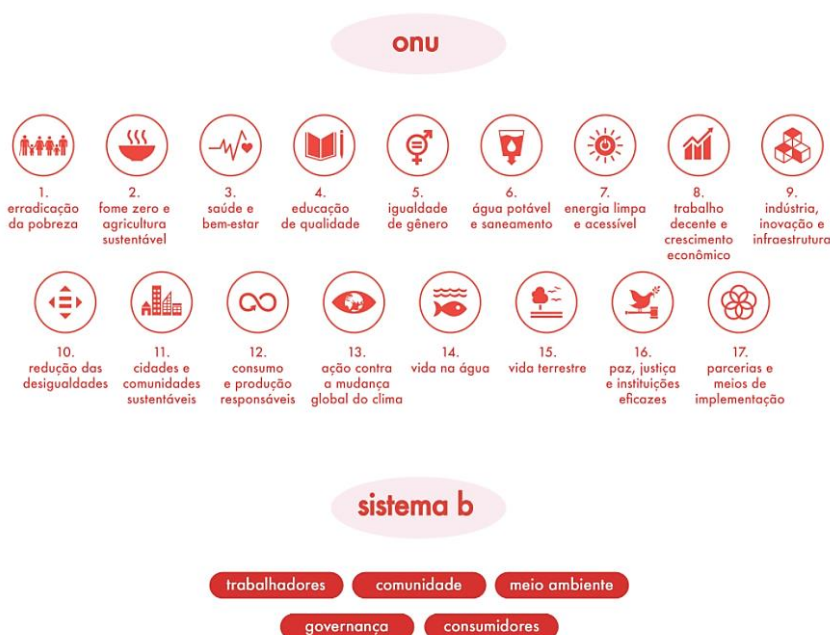 onu
1.
erradicação
da pobreza
2.
fome zero e
agricultura
sustentável
3.
saúde e
bem-estar
4.
educação
de qualidade
5.
igualdade
de gênero
6.
água potável
e saneamento
7.
energia limpa
e acessível
8.
trabalho
decente e
crescimento
econômico
9.
indústria,
inovação e
infraestrutura
10.
redução das
desigualdades
11.
cidades e
comunidades
sustentáveis
12.
consumo
e produção
responsáveis
13.
ação contra
a mudança
global do clima
14.
vida na água
15.
vida terrestre
16.
paz, justiça
e instituições
eficazes
17.
parcerias e
meios de
implementação
sistema b
trabalhadores
comunidade
meio ambiente
governança
consumidores